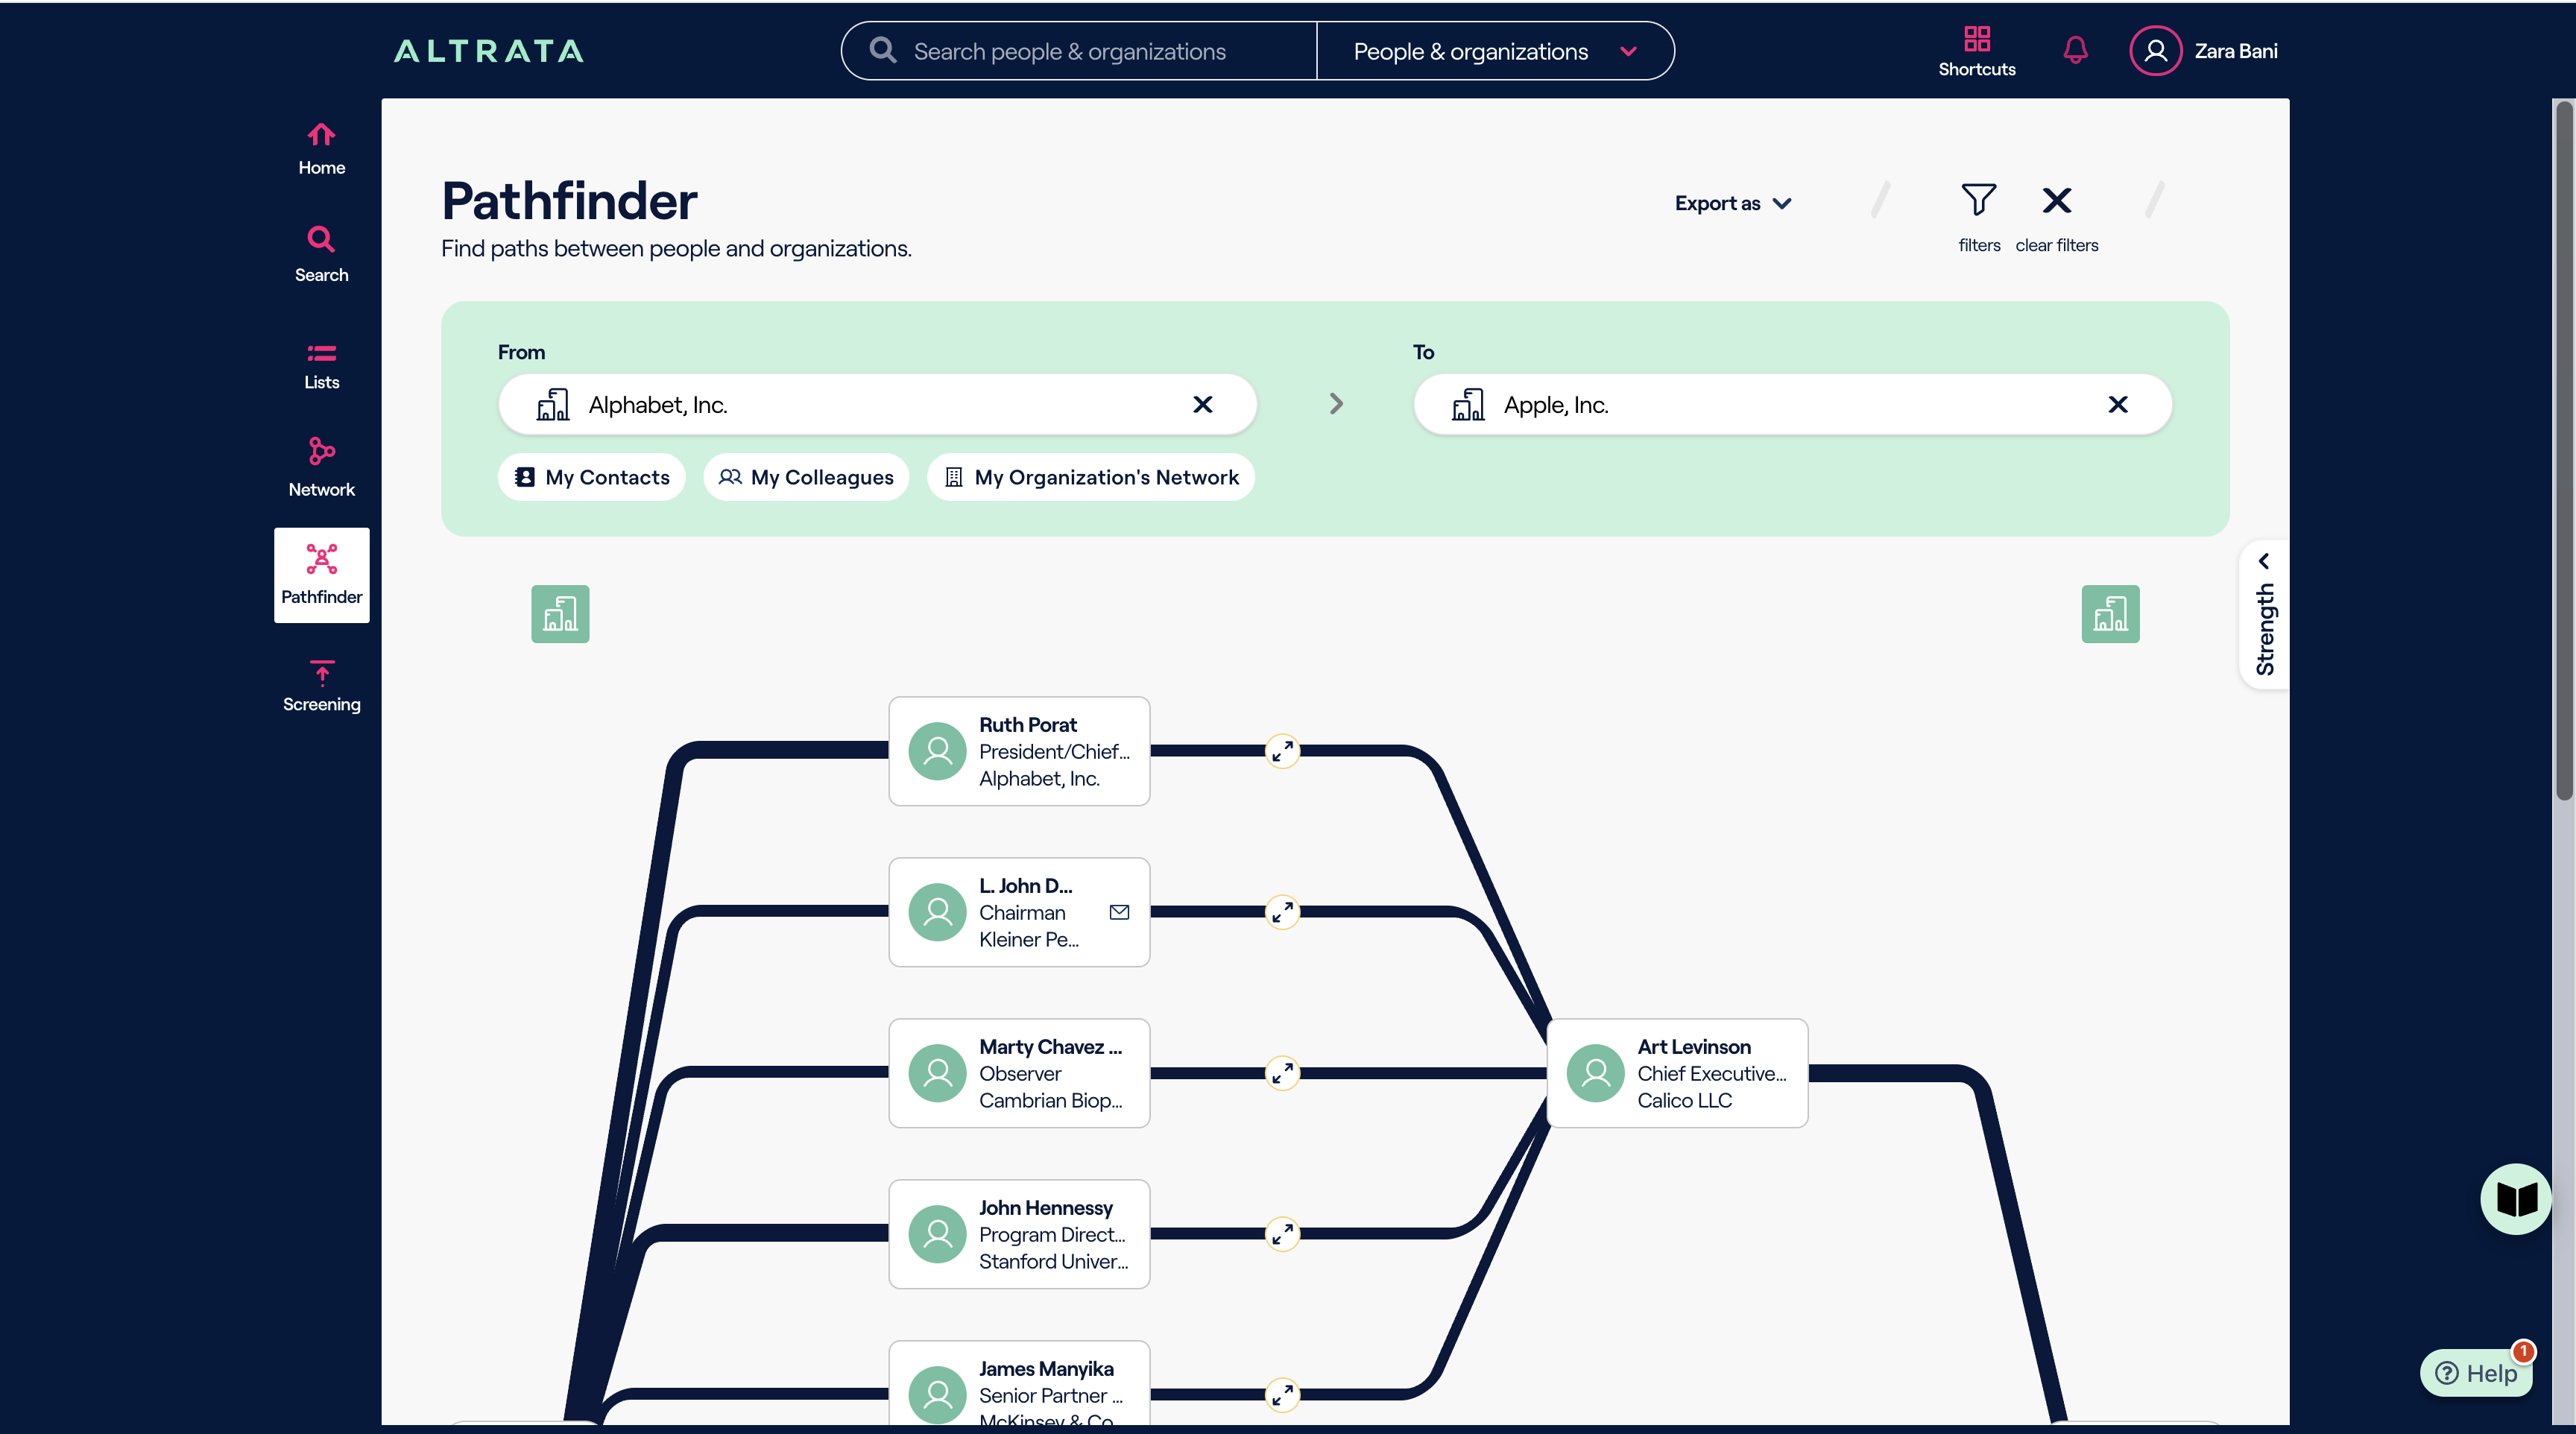 ALTRATA
Search people & organizations
People & organizations
Shortcuts
Zara Bani
Home
Search
Lists
Network
Pathfinder
Screening
Pathfinder
Find paths between people and organizations.
Export as
filters
clear filters
From
Alphabet, Inc.
To
Apple, Inc.
My Contacts
My Colleagues
My Organization's Network
Strength
Ruth Porat
President/Chief...
Alphabet, Inc.
L. John D...
Chairman
Kleiner Pe...
Marty Chavez ...
Observer
Cambrian Biop...
Art Levinson
Chief Executive...
Calico LLC
John Hennessy
Program Direct...
Stanford Univer...
James Manyika
Senior Partner ...
McKinsey & Co
1
Help